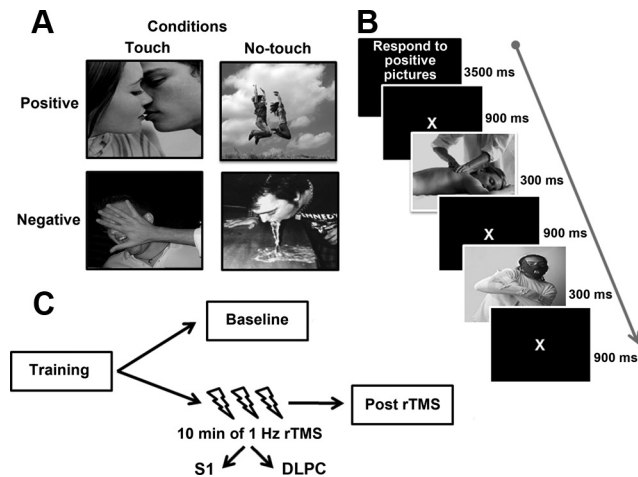 A
Conditions
Touch
No-touch
Positive
Negative
NNEDY
B
Respond to
positive
pictures
3500 ms
X
900 ms
300 ms
X
900 ms
300 ms
X
900 ms
C
Training
Baseline
10 min of 1 Hz rTMS
Post rTMS
S1
DLPC